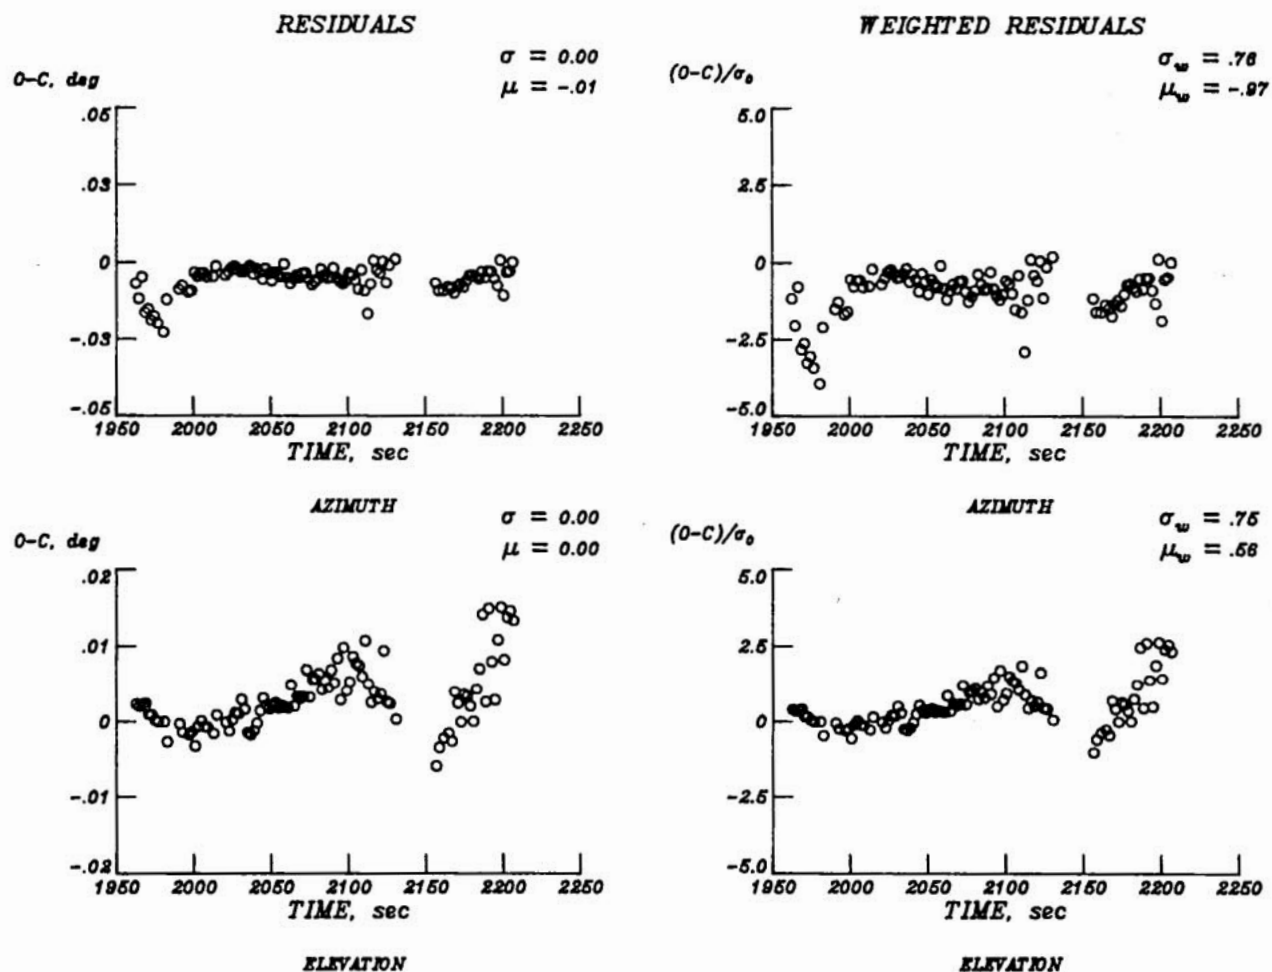 RESIDUALS
O-C, deg
σ = 0.00
μ = -.01
.05
.03
0
-.03
-.05
1950 2000 2050 2100 2150 2200 2250
TIME, sec
AZIMUTH
WEIGHTED RESIDUALS
(O-C)/σ₀
σw = .76
μw = -.97
5.0
2.5
0
-2.5
-5.0
1950 2000 2050 2100 2150 2200 2250
TIME, sec
AZIMUTH
O-C, deg
σ = 0.00
μ = 0.00
.02
.01
0
-.01
-.02
1950 2000 2050 2100 2150 2200 2250
TIME, sec
ELEVATION
(O-C)/σ₀
σw = .75
μw = .56
5.0
2.5
0
-2.5
-5.0
1950 2000 2050 2100 2150 2200 2250
TIME, sec
ELEVATION